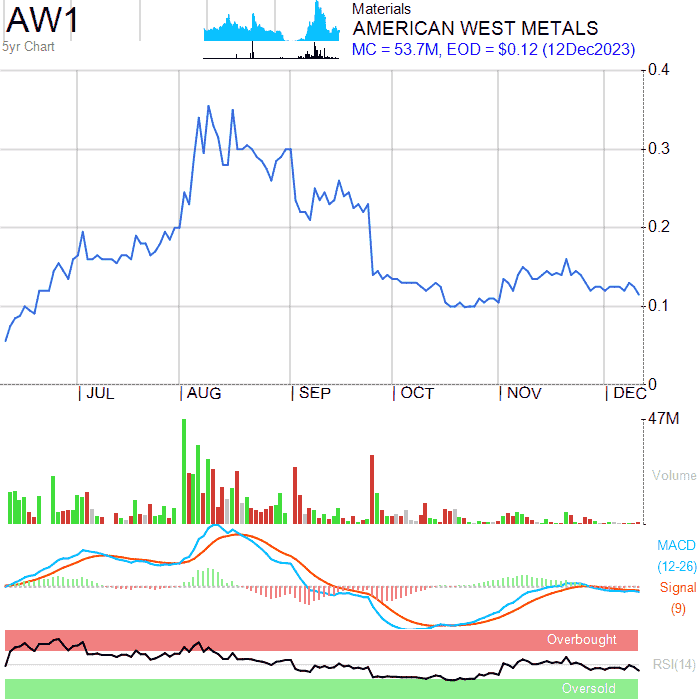 AW1
5yr Chart
Materials
AMERICAN WEST METALS
MC = 53.7M, EOD = $0.12 (12Dec2023)
0.4
0.3
0.2
0.1
0
JUL
AUG
SEP
OCT
NOV
DEC
47M
Volume
MACD
(12-26)
Signal
(9)
Overbought
RSI(14)
Oversold